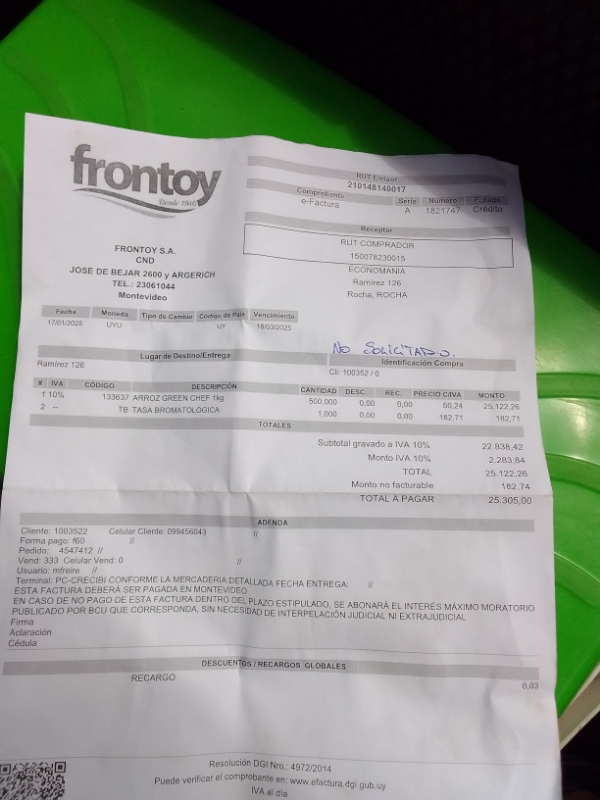 frontoy
Desde 1946
FRONTOY S.A.
CND
JOSE DE BEJAR 2600 y ARGERICH
TEL.: 23061044
Montevideo
RUT Emisor
210148140017
Comprobante Serie Número F. pago
e-Factura A 1821747 Crédito
Receptor
RUT COMPRADOR
150078230015
ECONOMANIA
Ramírez 126
Rocha, ROCHA
Fecha Moneda Tipo de Cambio Código de País Vencimiento
17/01/2025 UYU UY 18/03/2025
NO SOLICITADO.
Lugar de Destino/Entrega Identificación Compra
Ramírez 126 Cli: 100352 / 0
# IVA CÓDIGO DESCRIPCIÓN CANTIDAD DESC. REC. PRECIO C/IVA MONTO
1 10% 133637 ARROZ GREEN CHEF 1kg 500,000 0,00 0,00 50,24 25.122,26
2 -- TB TASA BROMATOLOGICA 1,000 0,00 0,00 182,71 182,71
TOTALES
Subtotal gravado a IVA 10% 22.838,42
Monto IVA 10% 2.283,84
TOTAL 25.122,26
Monto no facturable 182,74
TOTAL A PAGAR 25.305,00
ADENDA
Cliente: 1003522 Celular Cliente: 099456043 //
Forma pago: f60 //
Pedido: 4547412 //
Vend: 333 Celular Vend: 0 //
Usuario: mfreire //
Terminal: PC-CRECIBI CONFORME LA MERCADERIA DETALLADA FECHA ENTREGA: //
ESTA FACTURA DEBERÁ SER PAGADA EN MONTEVIDEO
EN CASO DE NO PAGO DE ESTA FACTURA DENTRO DEL PLAZO ESTIPULADO, SE ABONARÁ EL INTERÉS MÁXIMO MORATORIO
PUBLICADO POR BCU QUE CORRESPONDA, SIN NECESIDAD DE INTERPELACIÓN JUDICIAL NI EXTRAJUDICIAL
Firma
Aclaración
Cédula
DESCUENTOS / RECARGOS GLOBALES
RECARGO 0,03
Resolución DGI Nro.: 4972/2014
Puede verificar el comprobante en: www.efactura.dgi.gub.uy
IVA al día